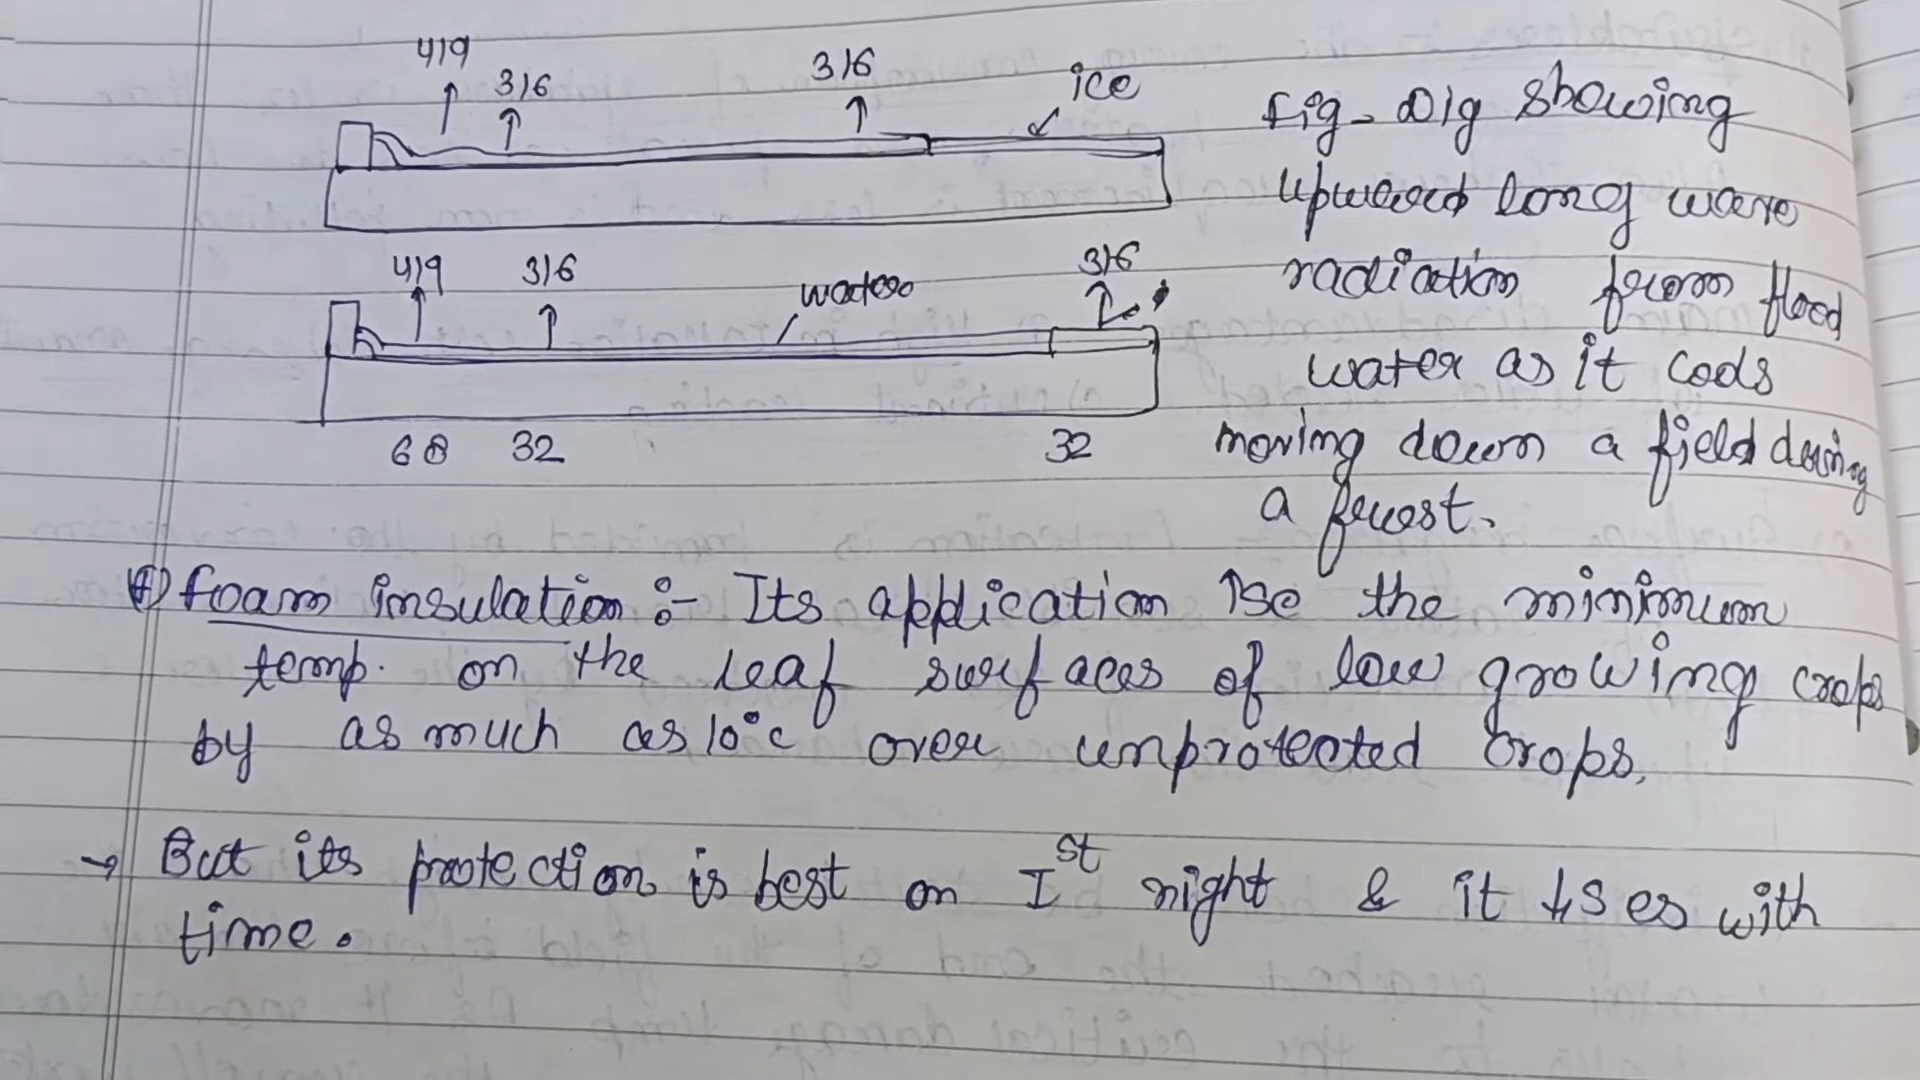 419
316
316
ice
419
316
water
316
68
32
32
Fig - Dig showing
upward long wave
radiation from flood
water as it cools
moving down a field during
a frost.
f) foam insulation :- Its application ↑se the minimum
temp. on the leaf surfaces of low growing crops
by as much as 10°c over unprotected crops.
→ But its protection is best on Ist night & it ↓ses with
time.